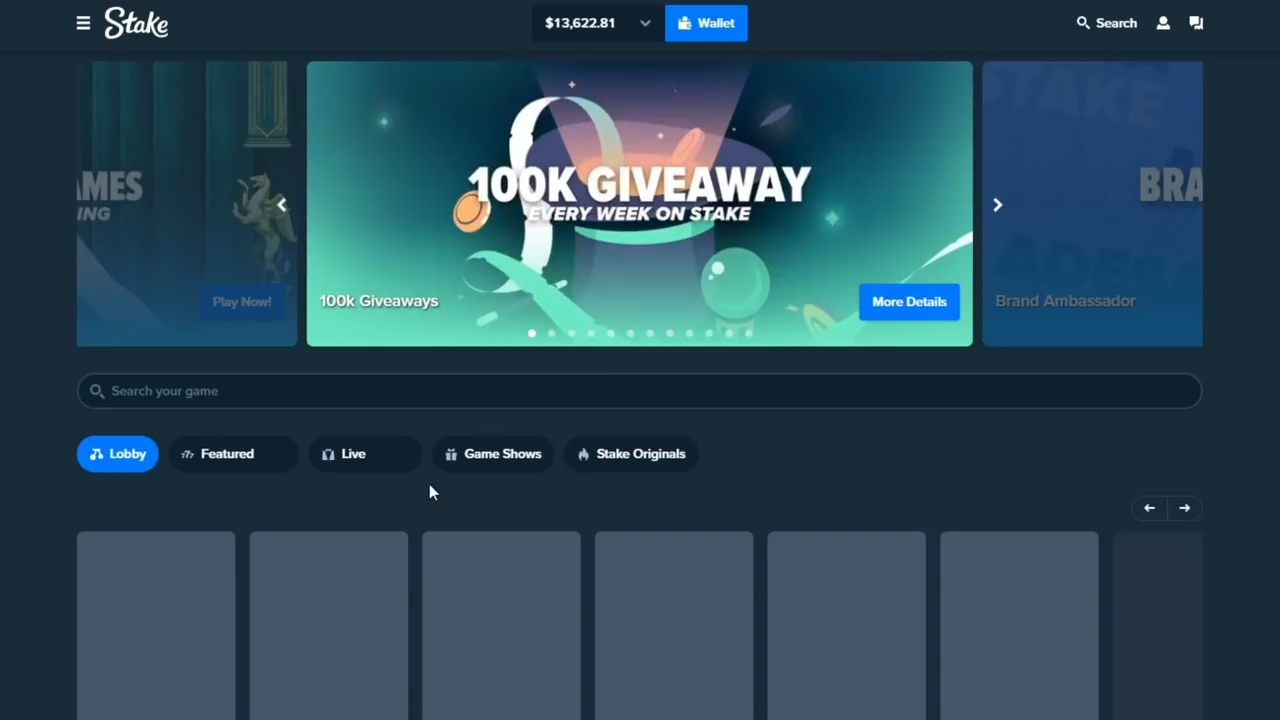 Stake
$13,622.81
Wallet
Search
AMES
ING
Play Now!
100K GIVEAWAY
EVERY WEEK ON STAKE
100k Giveaways
More Details
STAKE
BRA
Brand Ambassador
Search your game
Lobby
Featured
Live
Game Shows
Stake Originals